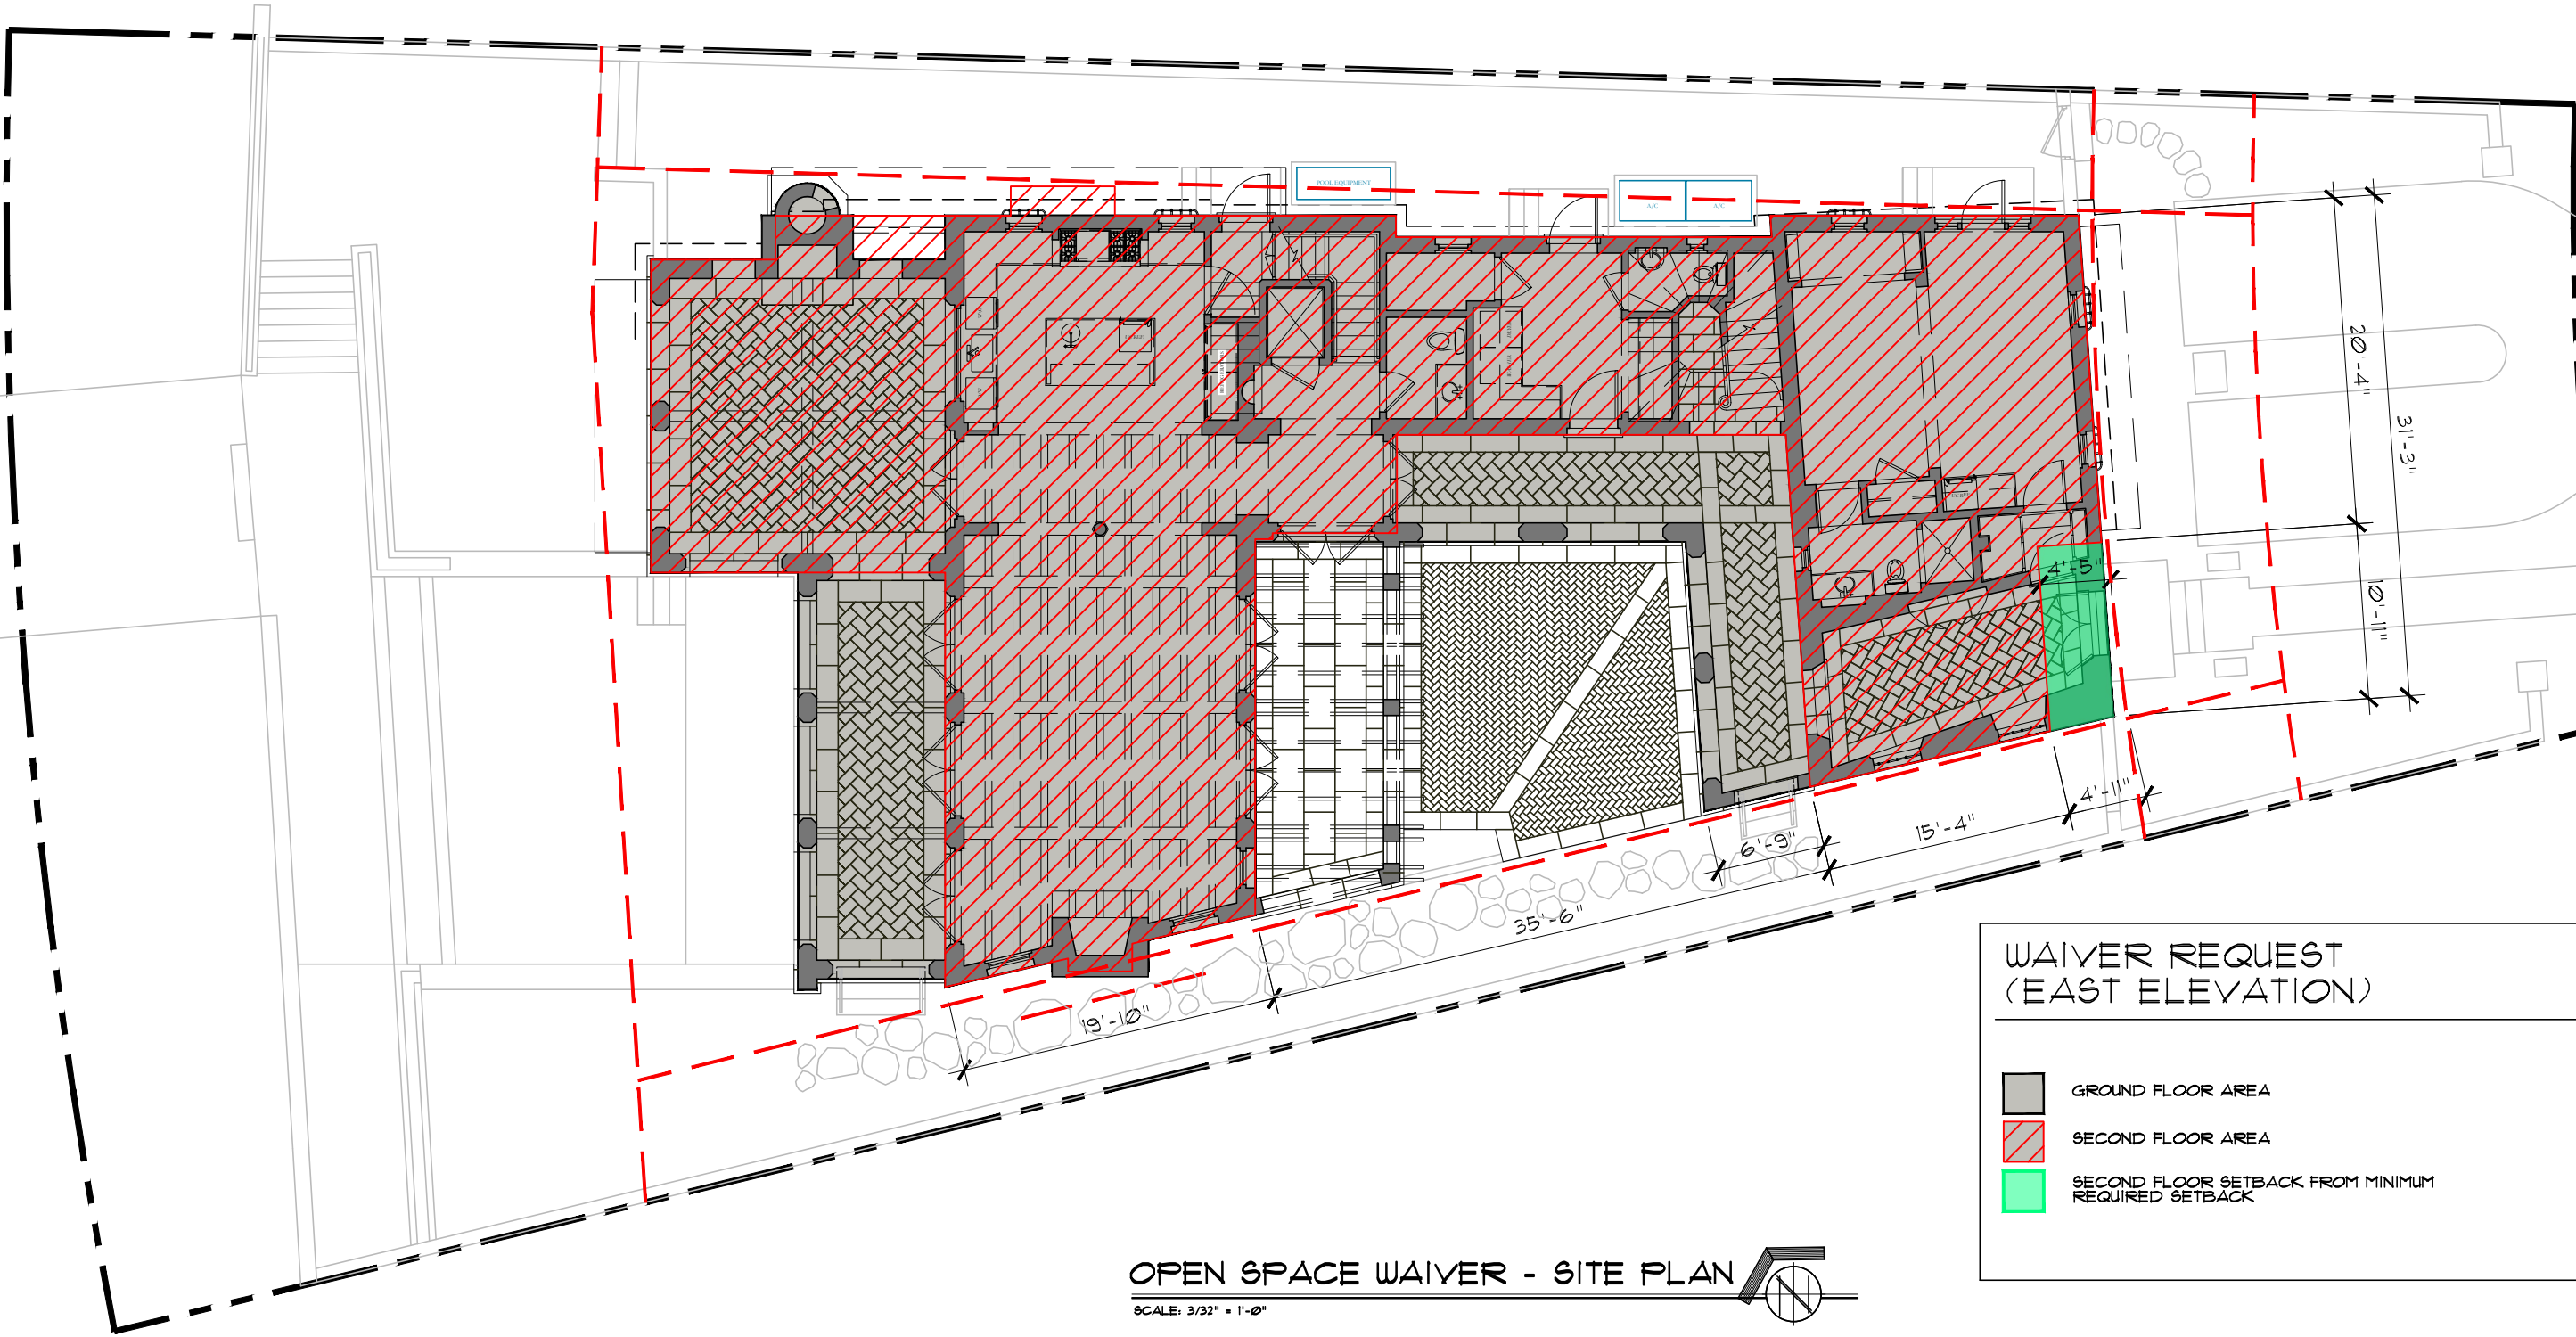 POOL EQUIPMENT
A/C
A/C
20'-4"
31'-3"
4'-5"
10'-11"
4'-11"
15'-4"
6'-9"
35'-6"
19'-10"
WAIVER REQUEST
(EAST ELEVATION)
GROUND FLOOR AREA
SECOND FLOOR AREA
SECOND FLOOR SETBACK FROM MINIMUM
REQUIRED SETBACK
OPEN SPACE WAIVER - SITE PLAN
SCALE: 3/32" = 1'-0"
N